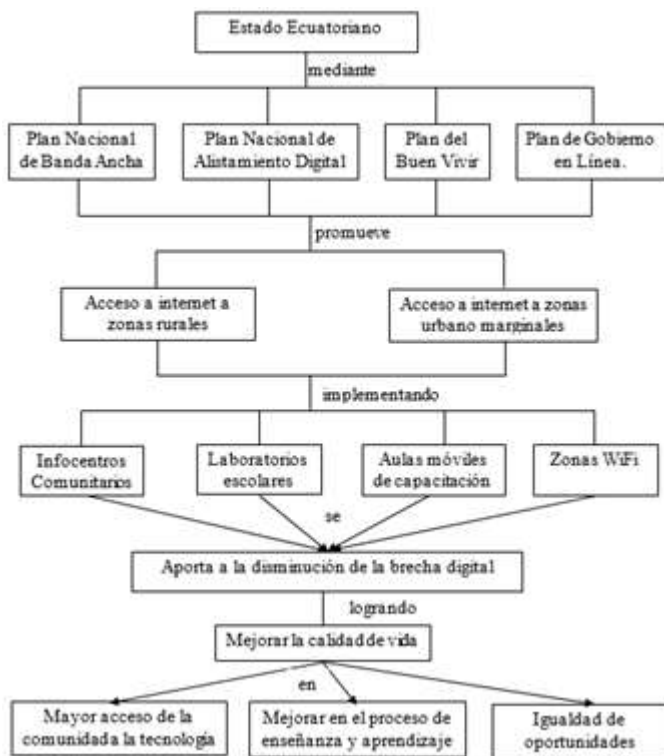 Estado Ecuatoriano
mediante
Plan Nacional
de Banda Ancha
Plan Nacional de
Alistamiento Digital
Plan del
Buen Vivir
Plan de Gobierno
en Línea.
promueve
Acceso a internet a
zonas rurales
Acceso a internet a zonas
urbano marginales
implementando
Infocentros
Comunitarios
Laboratorios
escolares
Aulas móviles
de capacitación
Zonas WiFi
se
Aporta a la disminución de la brecha digital
logrando
Mejorar la calidad de vida
en
Mayor acceso de la
comunidad a la tecnología
Mejorar en el proceso de
enseñanza y aprendizaje
Igualdad de
oportunidades